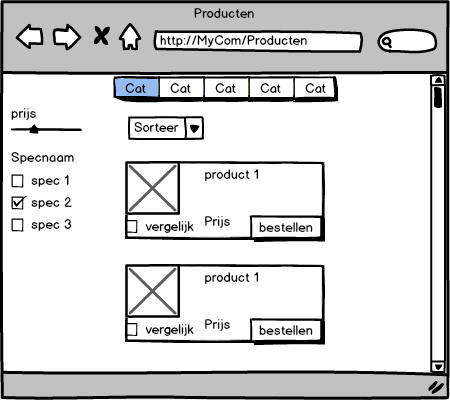 Producten
http://MyCom/Producten
Cat Cat Cat Cat Cat
prijs
Sorteer
Specnaam
spec 1
spec 2
spec 3
product 1
vergelijk Prijs bestellen
product 1
vergelijk Prijs bestellen